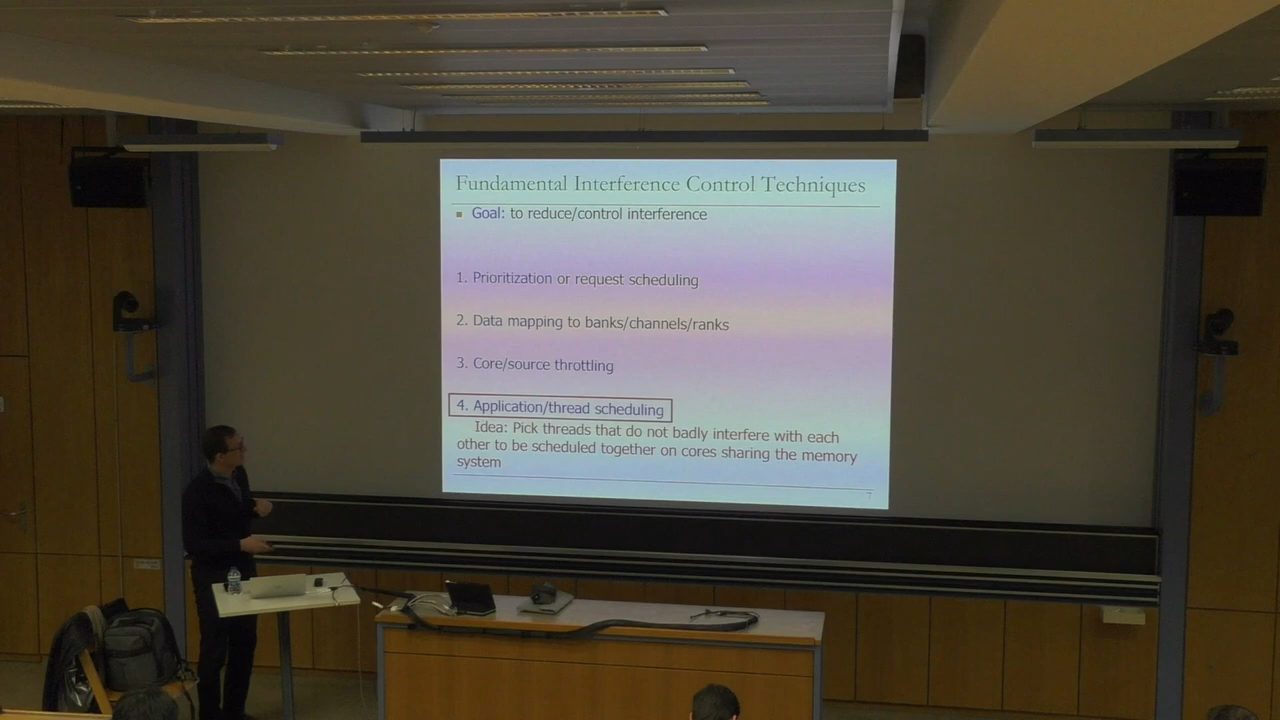 Fundamental Interference Control Techniques
Goal: to reduce/control interference
1. Prioritization or request scheduling
2. Data mapping to banks/channels/ranks
3. Core/source throttling
4. Application/thread scheduling
Idea: Pick threads that do not badly interfere with each
other to be scheduled together on cores sharing the memory
system
7